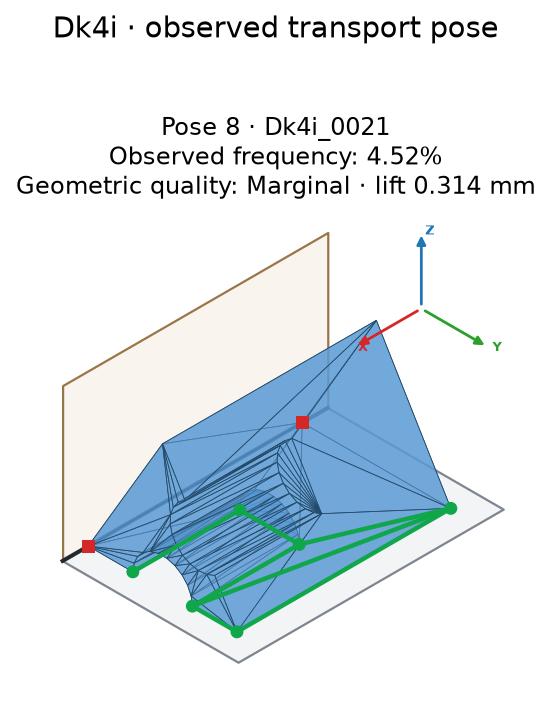 Dk4i · observed transport pose
Pose 8 · Dk4i_0021
Observed frequency: 4.52%
Geometric quality: Marginal · lift 0.314 mm
Z
X
Y